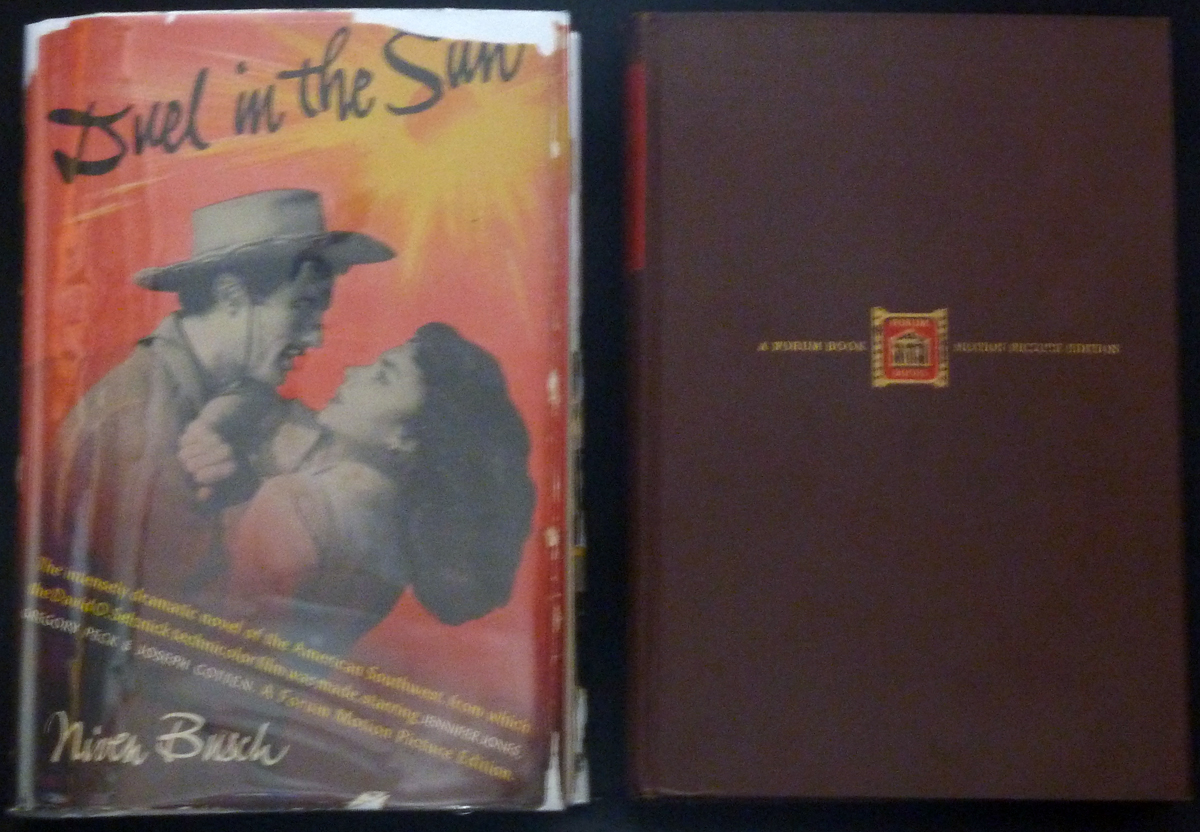 Duel in the Sun
The intensely dramatic novel of the American Southwest, from which
the David O. Selznick technicolor film was made starring JENNIFER JONES,
GREGORY PECK & JOSEPH COTTEN. A Forum Motion Picture Edition.
Niven Busch
A FORUM BOOK
FORUM
BOOKS
MOTION PICTURE EDITION